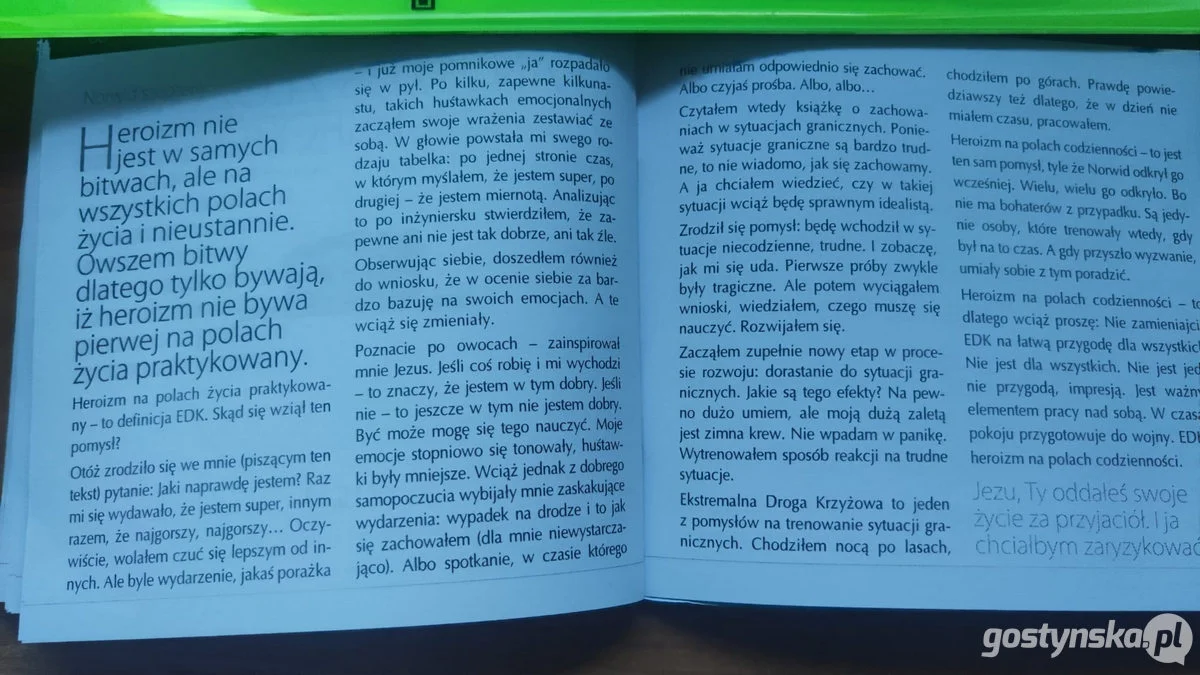 Heroizm nie
jest w samych
bitwach, ale na
wszystkich polach
życia i nieustannie.
Owszem bitwy
dlatego tylko bywają,
iż heroizm nie bywa
pierwej na polach
życia praktykowany.
Heroizm na polach życia praktykowa-
ny – to definicja EDK. Skąd się wziął ten
pomysł?
Otóż zrodziło się we mnie (piszącym ten
tekst) pytanie: Jaki naprawdę jestem? Raz
mi się wydawało, że jestem super, innym
razem, że najgorszy, najgorszy… Oczy-
wiście, wolałem czuć się lepszym od in-
nych. Ale byle wydarzenie, jakaś porażka
– i już moje pomnikowe „ja" rozpadało
się w pył. Po kilku, zapewne kilkuna-
stu, takich huśtawkach emocjonalnych
zacząłem swoje wrażenia zestawiać ze
sobą. W głowie powstała mi swego ro-
dzaju tabelka: po jednej stronie czas,
w którym myślałem, że jestem super, po
drugiej – że jestem miernotą. Analizując
to po inżyniersku stwierdziłem, że za-
pewne ani nie jest tak dobrze, ani tak źle.
Obserwując siebie, doszedłem również
do wniosku, że w ocenie siebie za bar-
dzo bazuję na swoich emocjach. A te
wciąż się zmieniały.
Poznacie po owocach – zainspirował
mnie Jezus. Jeśli coś robię i mi wychodzi
– to znaczy, że jestem w tym dobry. Jeśli
nie – to jeszcze w tym nie jestem dobry.
Być może mogę się tego nauczyć. Moje
emocje stopniowo się tonowały, huśtaw-
ki były mniejsze. Wciąż jednak z dobrego
samopoczucia wybijały mnie zaskakujące
wydarzenia: wypadek na drodze i to jak
się zachowałem (dla mnie niewystarcza-
jąco). Albo spotkanie, w czasie którego
nie umiałam odpowiednio się zachować.
Albo czyjaś prośba. Albo, albo…
Czytałem wtedy książkę o zachowa-
niach w sytuacjach granicznych. Ponie-
waż sytuacje graniczne są bardzo trud-
ne, to nie wiadomo, jak się zachowamy.
A ja chciałem wiedzieć, czy w takiej
sytuacji wciąż będę sprawnym idealistą.
Zrodził się pomysł: będę wchodził w sy-
tuacje niecodzienne, trudne. I zobaczę,
jak mi się uda. Pierwsze próby zwykle
były tragiczne. Ale potem wyciągałem
wnioski, wiedziałem, czego muszę się
nauczyć. Rozwijałem się.
Zacząłem zupełnie nowy etap w proce-
sie rozwoju: dorastanie do sytuacji gra-
nicznych. Jakie są tego efekty? Na pew-
no dużo umiem, ale moją dużą zaletą
jest zimna krew. Nie wpadam w panikę.
Wytrenowałem sposób reakcji na trudne
sytuacje.
Ekstremalna Droga Krzyżowa to jeden
z pomysłów na trenowanie sytuacji gra-
nicznych. Chodziłem nocą po lasach,
chodziłem po górach. Prawdę powie-
dziawszy też dlatego, że w dzień nie
miałem czasu, pracowałem.
Heroizm na polach codzienności – to jest
ten sam pomysł, tyle że Norwid odkrył go
wcześniej. Wielu, wielu go odkryło. Bo
nie ma bohaterów z przypadku. Są jedy-
nie osoby, które trenowały wtedy, gdy
był na to czas. A gdy przyszło wyzwanie,
umiały sobie z tym poradzić.
Heroizm na polach codzienności – to
dlatego wciąż proszę: Nie zamieniajci
EDK na łatwą przygodę dla wszystkich
Nie jest dla wszystkich. Nie jest jed
nie przygodą, impresją. Jest ważny
elementem pracy nad sobą. W czasa
pokoju przygotowuje do wojny. EDK
heroizm na polach codzienności.
Jezu, Ty oddałeś swoje
życie za przyjaciół. I ja
chciałbym zaryzykować
gostynska.pl